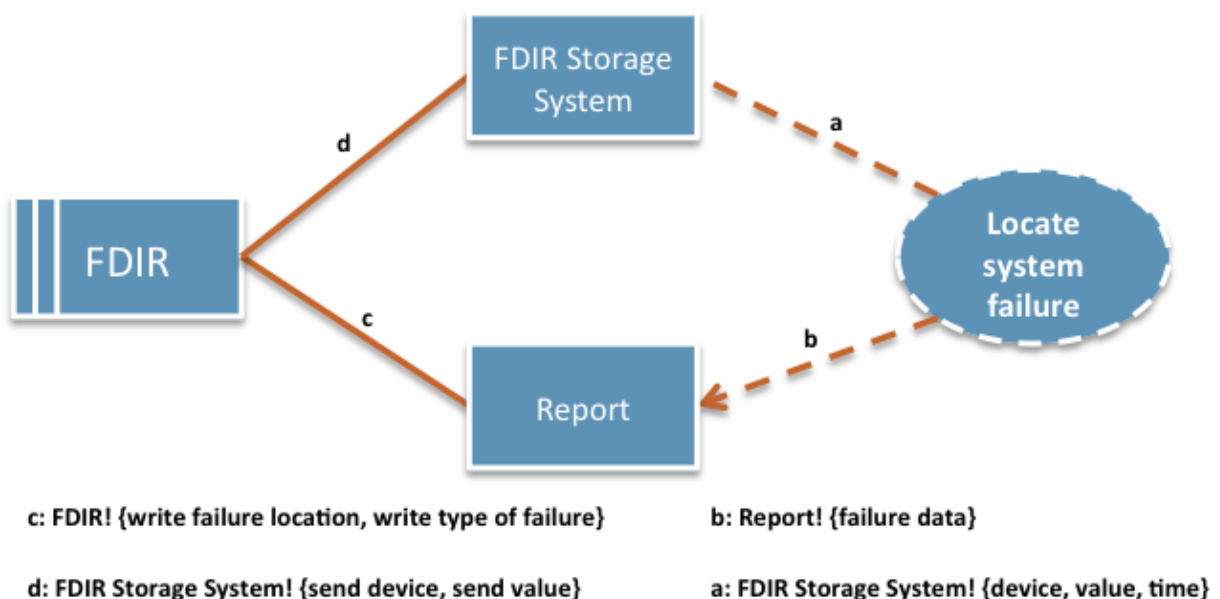 FDIR Storage
System
a
d
Locate
system
failure
FDIR
c
b
Report
c: FDIR! {write failure location, write type of failure}
b: Report! {failure data}
d: FDIR Storage System! {send device, send value}
a: FDIR Storage System! {device, value, time}